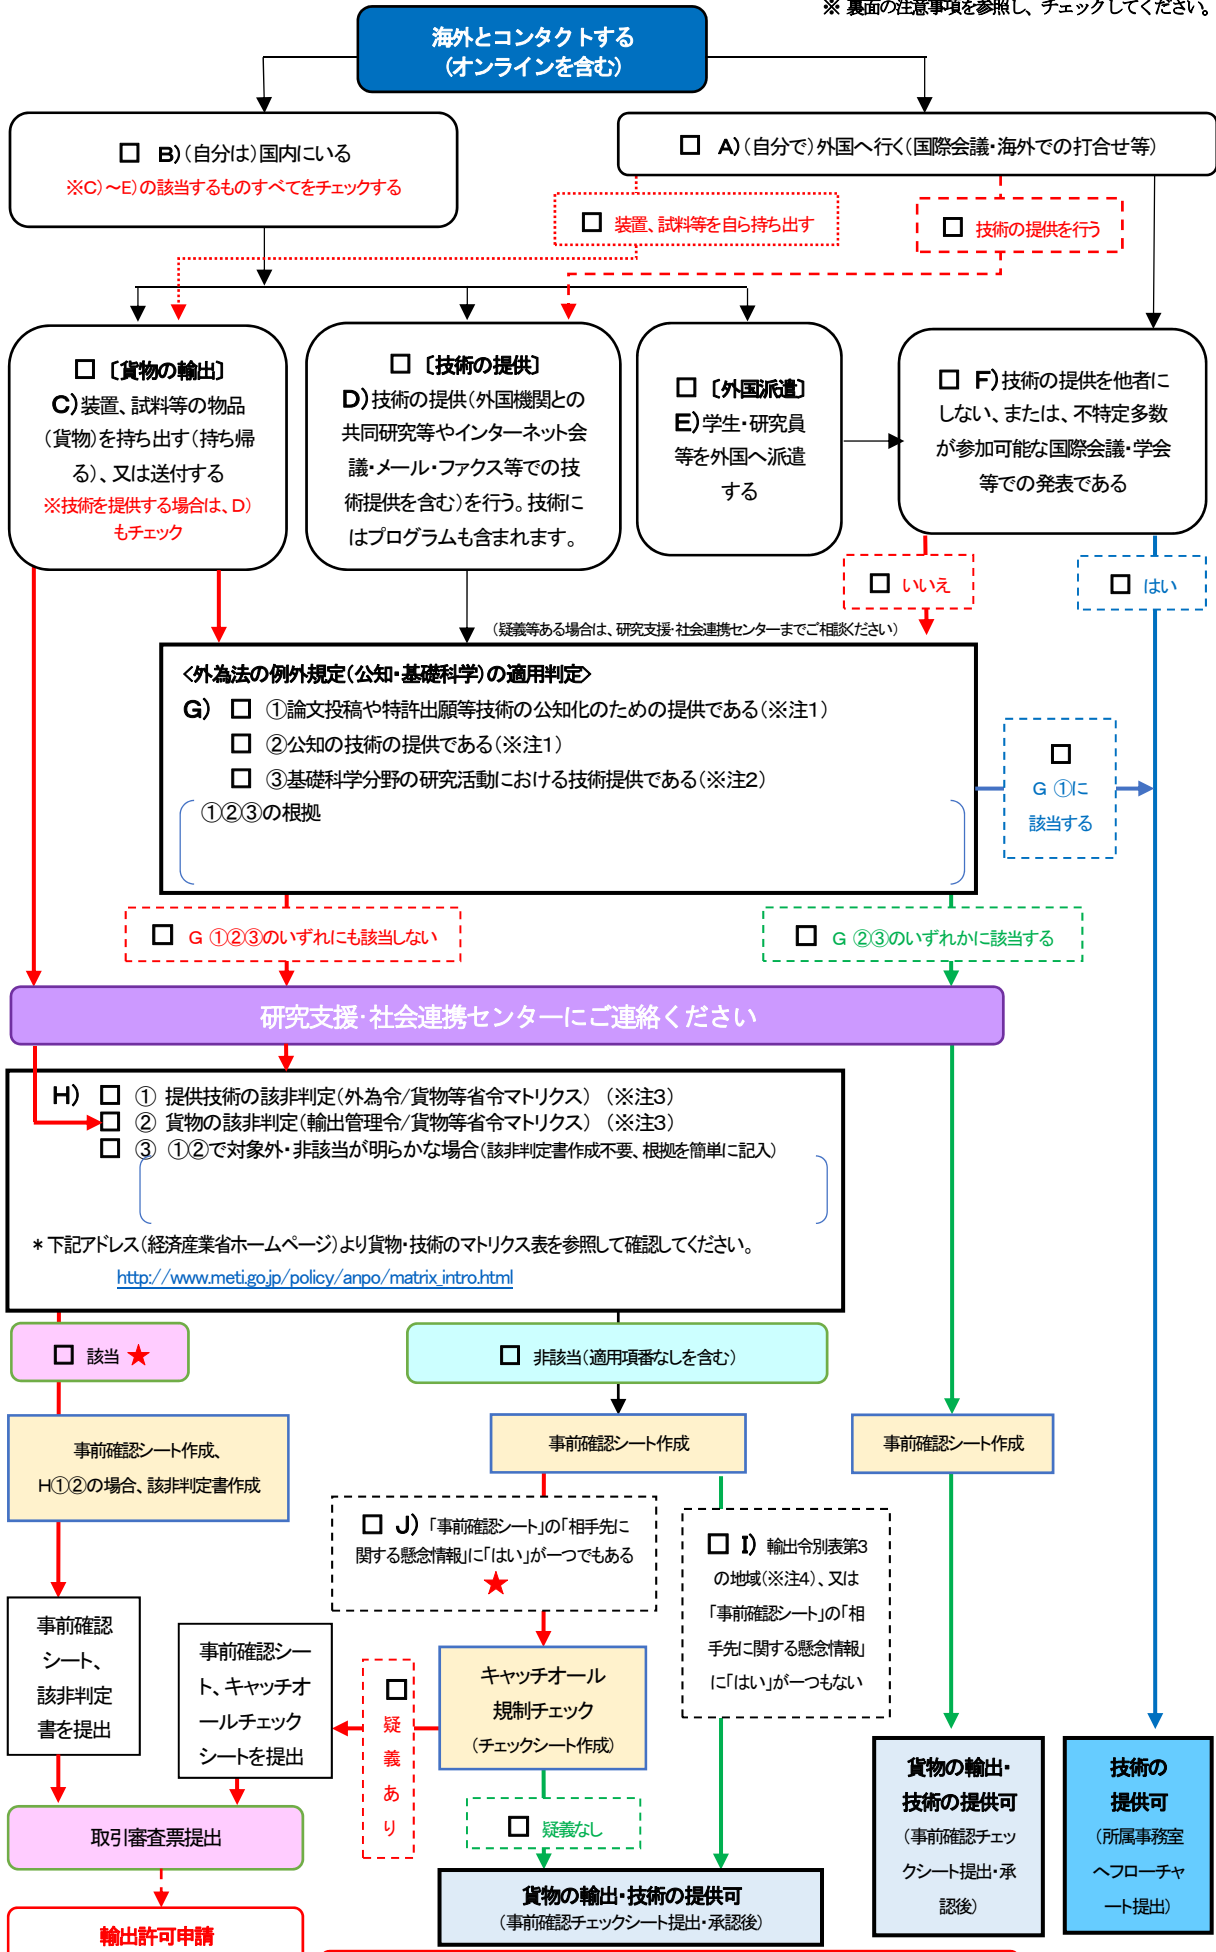 ※ 裏面の注意事項を参照し、チェックしてください。
海外とコンタクトする
(オンラインを含む)
□ B)(自分は)国内にいる
※C)～E)の該当するものすべてをチェックする
□ A)(自分で)外国へ行く(国際会議・海外での打合せ等)
□ 装置、試料等を自ら持ち出す
□ 技術の提供を行う
□〔貨物の輸出〕
C)装置、試料等の物品
(貨物)を持ち出す(持ち帰
る)、又は送付する
※技術を提供する場合は、D)
もチェック
□〔技術の提供〕
D)技術の提供(外国機関との
共同研究等やインターネット会
議・メール・ファクス等での技
術提供を含む)を行う。技術に
はプログラムも含まれます。
□〔外国派遣〕
E)学生・研究員
等を外国へ派遣
する
□ F)技術の提供を他者に
しない、または、不特定多数
が参加可能な国際会議・学会
等での発表である
□ いいえ
□ はい
(疑義等ある場合は、研究支援・社会連携センターまでご相談ください)
<外為法の例外規定(公知・基礎科学)の適用判定>
G) □ ①論文投稿や特許出願等技術の公知化のための提供である(※注1)
□ ②公知の技術の提供である(※注1)
□ ③基礎科学分野の研究活動における技術提供である(※注2)
①②③の根拠
□
G ①に
該当する
□ G ①②③のいずれにも該当しない
□ G ②③のいずれかに該当する
研究支援・社会連携センターにご連絡ください
H) □ ① 提供技術の該非判定(外為令/貨物等省令マトリクス) (※注3)
□ ② 貨物の該非判定(輸出管理令/貨物等省令マトリクス) (※注3)
□ ③ ①②で対象外・非該当が明らかな場合(該非判定書作成不要、根拠を簡単に記入)
* 下記アドレス(経済産業省ホームページ)より貨物・技術のマトリクス表を参照して確認してください。
http://www.meti.go.jp/policy/anpo/matrix_intro.html
□ 該当 ★
□ 非該当(適用項番なしを含む)
事前確認シート作成、
H①②の場合、該非判定書作成
事前確認シート作成
事前確認シート作成
□ J)「事前確認シート」の「相手先に
関する懸念情報」に「はい」が一つでもある
★
□ I) 輸出令別表第3
の地域(※注4)、又は
「事前確認シート」の「相
手先に関する懸念情報」
に「はい」が一つもない
事前確認
シート、
該非判定
書を提出
事前確認シー
ト、キャッチオ
ールチェック
シートを提出
□
疑
義
あ
り
キャッチオール
規制チェック
(チェックシート作成)
□ 疑義なし
貨物の輸出・
技術の提供可
(事前確認チェッ
クシート提出・承
認後)
技術の
提供可
(所属事務室
へフローチャ
ート提出)
取引審査票提出
貨物の輸出・技術の提供可
(事前確認チェックシート提出・承認後)
輸出許可申請